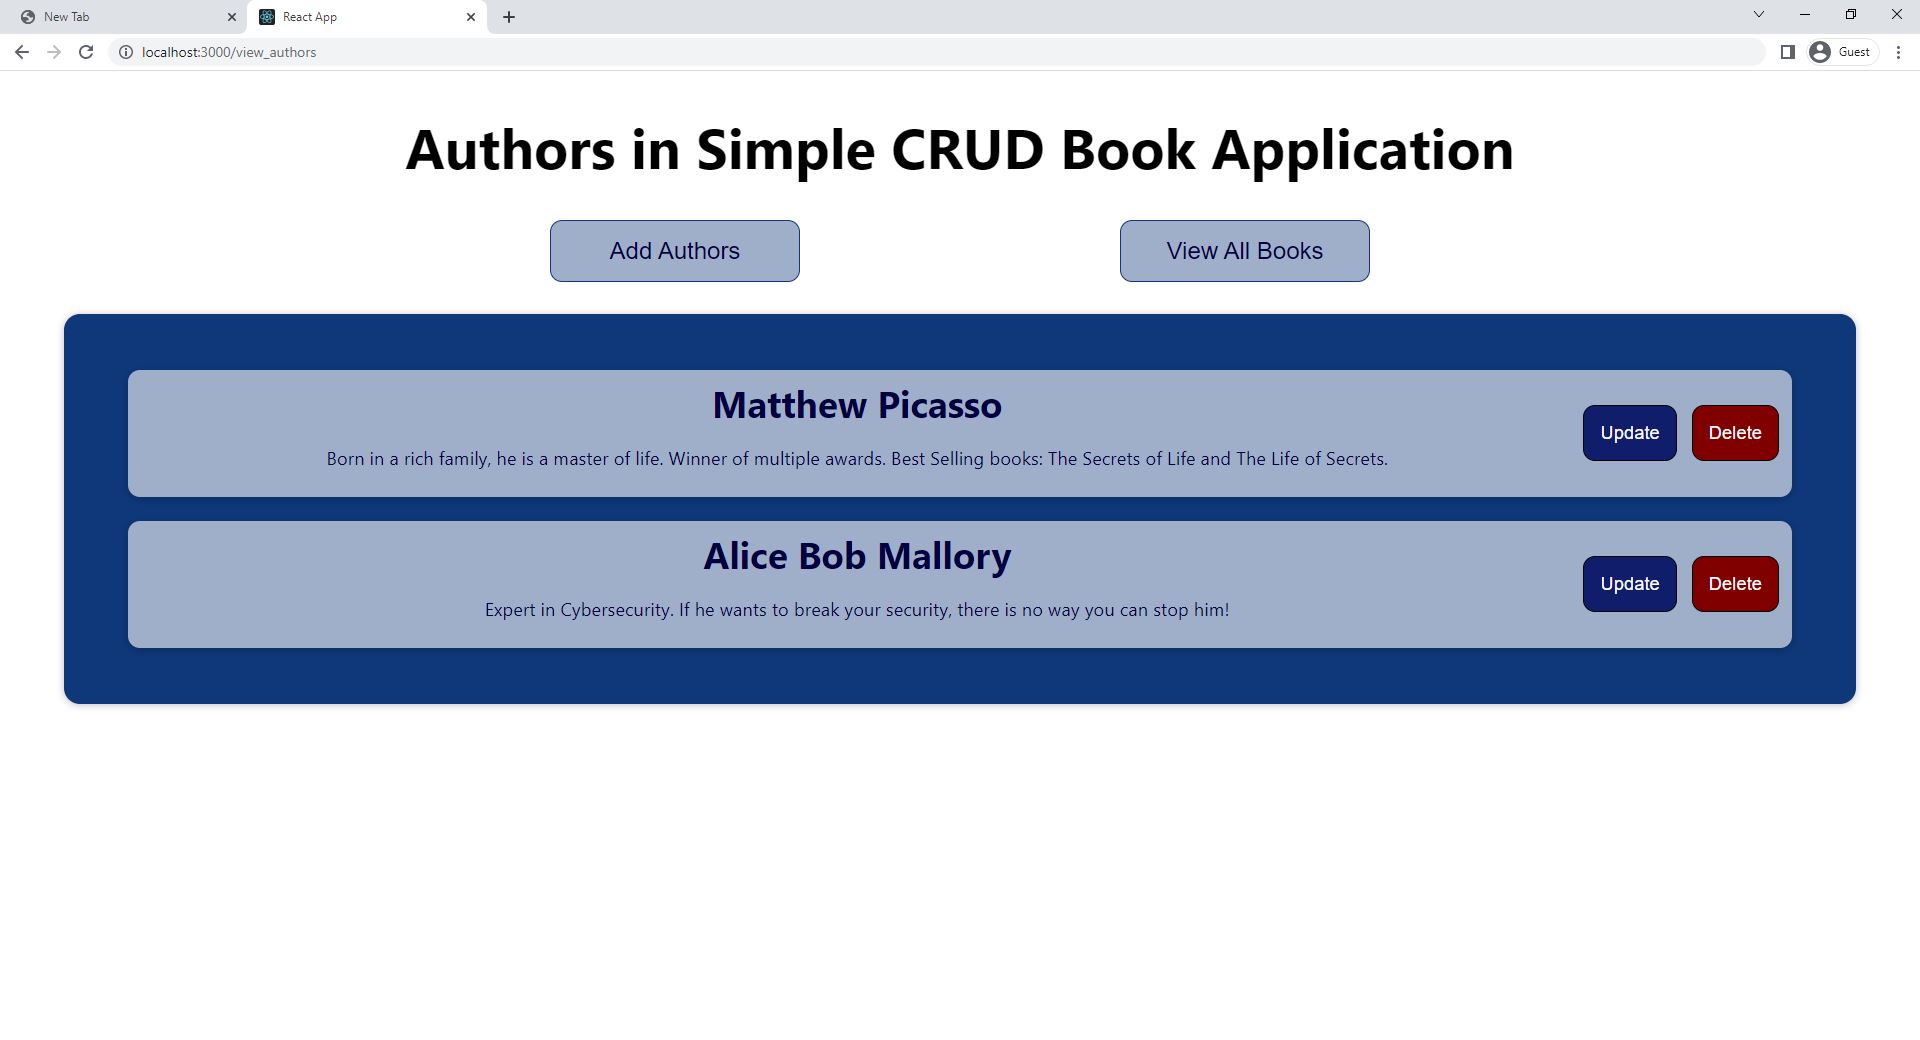 New Tab
React App
localhost:3000/view_authors
Guest
Authors in Simple CRUD Book Application
Add Authors
View All Books
Matthew Picasso
Born in a rich family, he is a master of life. Winner of multiple awards. Best Selling books: The Secrets of Life and The Life of Secrets.
Update
Delete
Alice Bob Mallory
Expert in Cybersecurity. If he wants to break your security, there is no way you can stop him!
Update
Delete